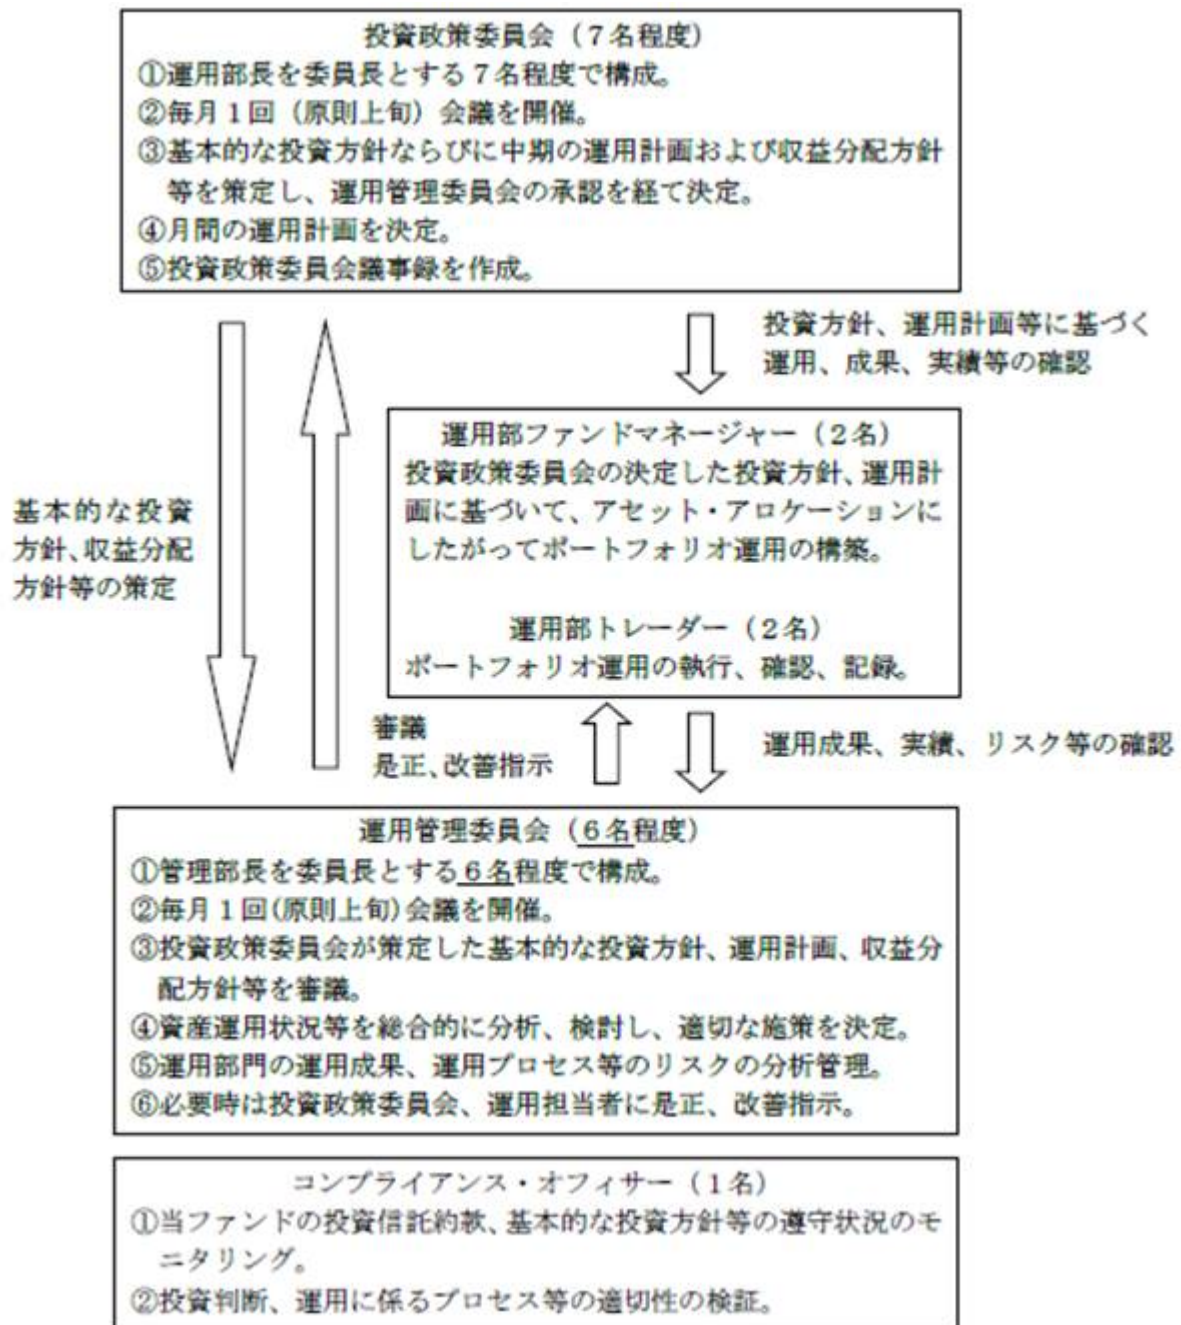 投資政策委員会（７名程度）
①運用部長を委員長とする７名程度で構成。
②毎月１回（原則上旬）会議を開催。
③基本的な投資方針ならびに中期の運用計画および収益分配方針
等を策定し、運用管理委員会の承認を経て決定。
④月間の運用計画を決定。
⑤投資政策委員会議事録を作成。
投資方針、運用計画等に基づく
運用、成果、実績等の確認
基本的な投資
方針、収益分配
方針等の策定
運用部ファンドマネージャー（２名）
投資政策委員会の決定した投資方針、運用計
画に基づいて、アセット・アロケーションに
したがってポートフォリオ運用の構築。
運用部トレーダー（２名）
ポートフォリオ運用の執行、確認、記録。
審議
是正、改善指示
運用成果、実績、リスク等の確認
運用管理委員会（６名程度）
①管理部長を委員長とする６名程度で構成。
②毎月１回(原則上旬)会議を開催。
③投資政策委員会が策定した基本的な投資方針、運用計画、収益分
配方針等を審議。
④資産運用状況等を総合的に分析、検討し、適切な施策を決定。
⑤運用部門の運用成果、運用プロセス等のリスクの分析管理。
⑥必要時は投資政策委員会、運用担当者に是正、改善指示。
コンプライアンス・オフィサー（１名）
①当ファンドの投資信託約款、基本的な投資方針等の遵守状況のモ
ニタリング。
②投資判断、運用に係るプロセス等の適切性の検証。